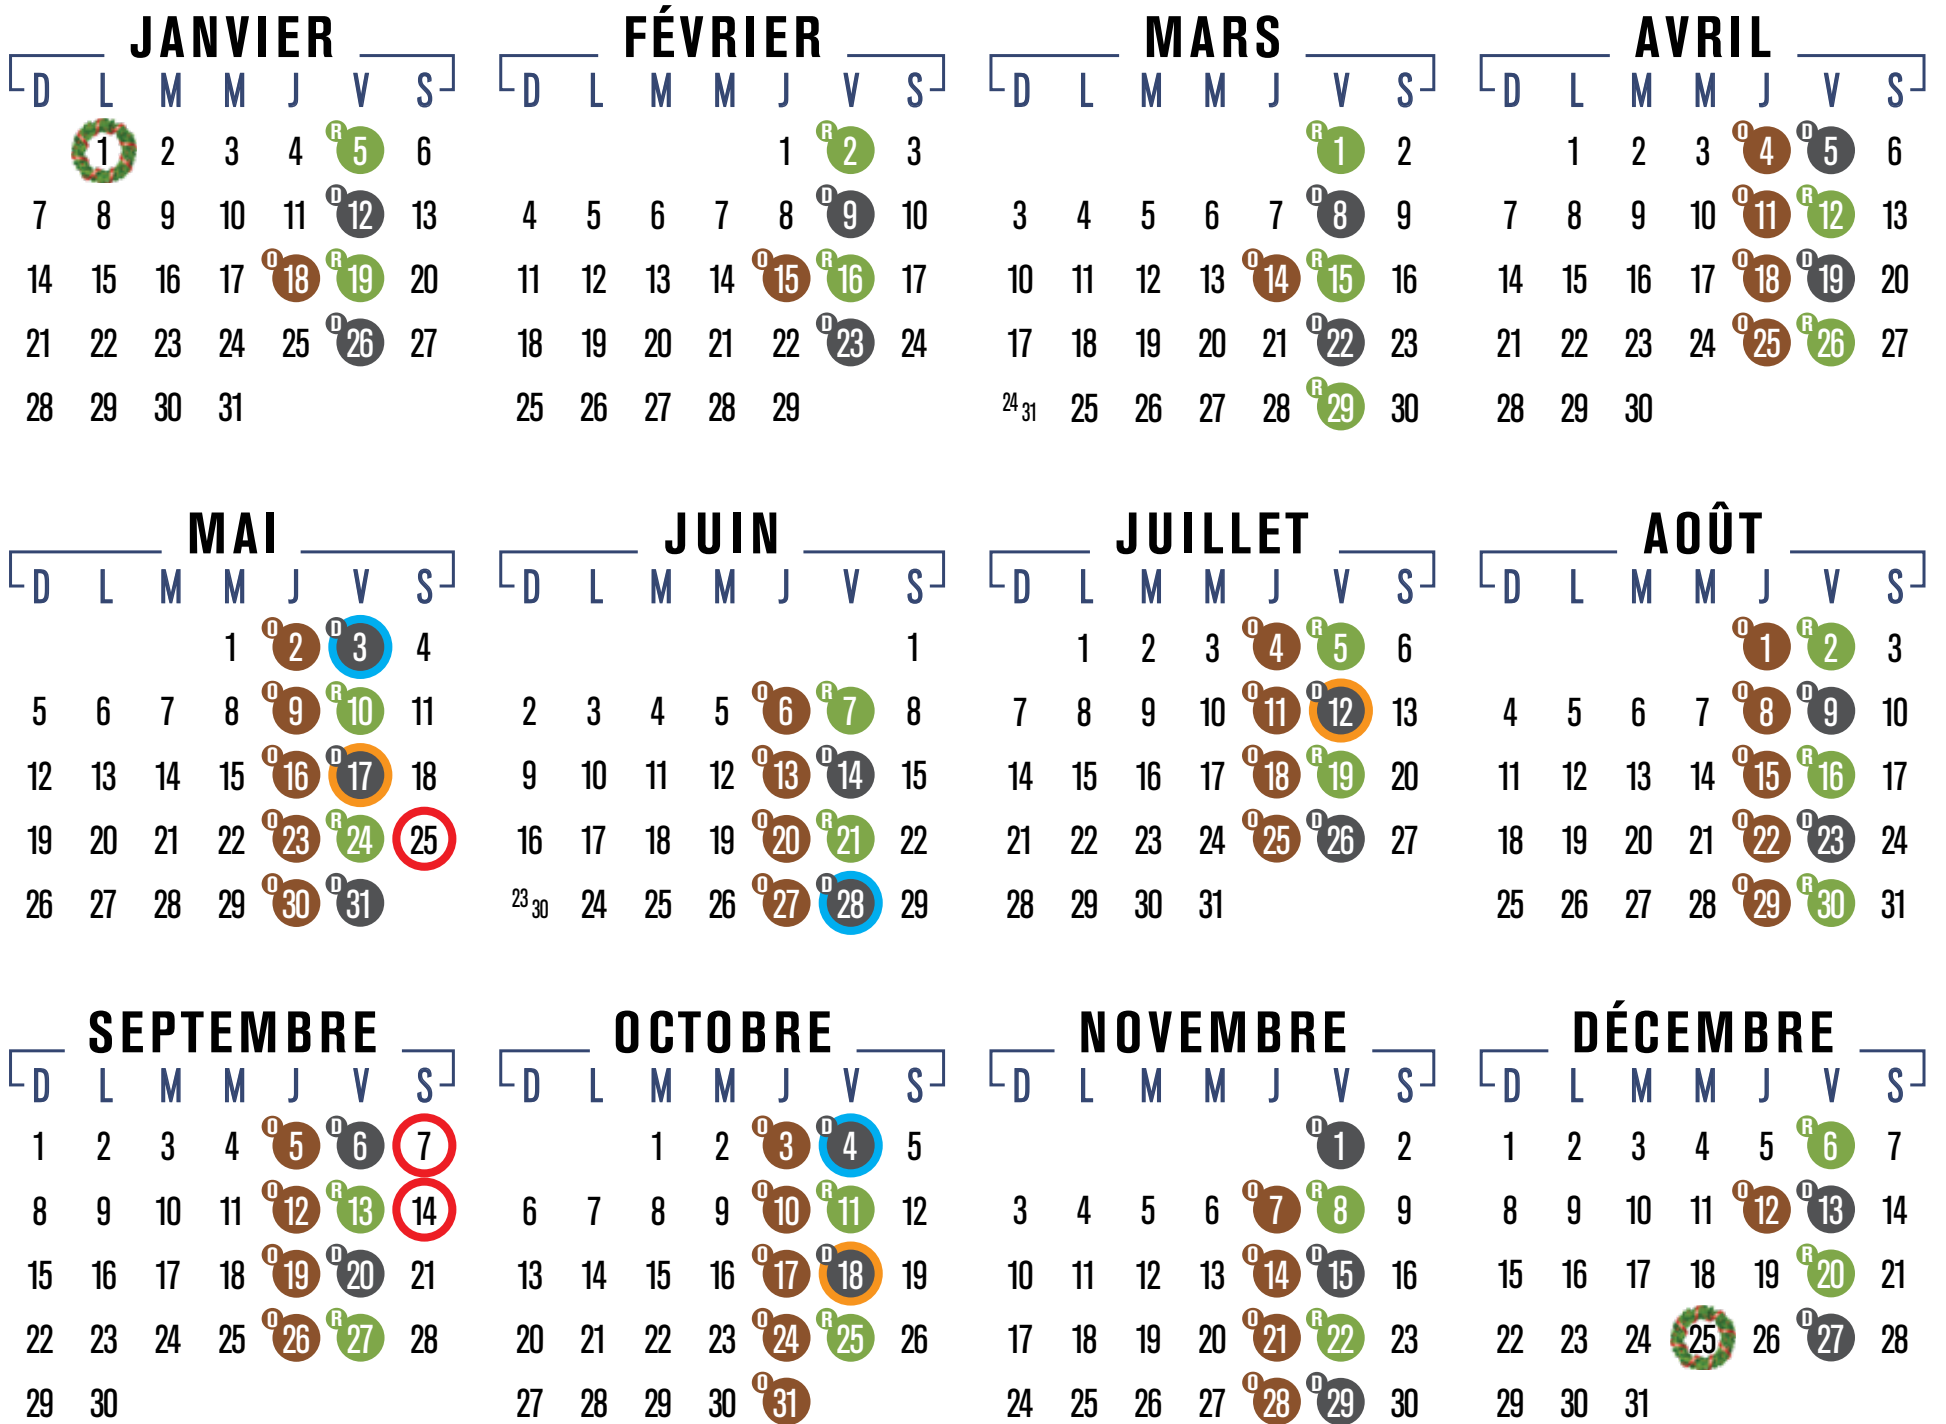 JANVIER
D L M M J V S
1 2 3 4 R 5 6
7 8 9 10 11 D 12 13
14 15 16 17 O 18 R 19 20
21 22 23 24 25 D 26 27
28 29 30 31
FÉVRIER
D L M M J V S
1 R 2 3
4 5 6 7 8 D 9 10
11 12 13 14 O 15 R 16 17
18 19 20 21 22 D 23 24
25 26 27 28 29
MARS
D L M M J V S
R 1 2
3 4 5 6 7 D 8 9
10 11 12 13 O 14 R 15 16
17 18 19 20 21 D 22 23
24 31 25 26 27 28 R 29 30
AVRIL
D L M M J V S
1 2 3 O 4 D 5 6
7 8 9 10 O 11 R 12 13
14 15 16 17 O 18 D 19 20
21 22 23 24 O 25 R 26 27
28 29 30
MAI
D L M M J V S
1 O 2 D 3 4
5 6 7 8 O 9 R 10 11
12 13 14 15 O 16 D 17 18
19 20 21 22 O 23 R 24 25
26 27 28 29 O 30 D 31
JUIN
D L M M J V S
1
2 3 4 5 O 6 R 7 8
9 10 11 12 O 13 D 14 15
16 17 18 19 O 20 R 21 22
23 30 24 25 26 O 27 D 28 29
JUILLET
D L M M J V S
1 2 3 O 4 R 5 6
7 8 9 10 O 11 D 12 13
14 15 16 17 O 18 R 19 20
21 22 23 24 O 25 D 26 27
28 29 30 31
AOÛT
D L M M J V S
O 1 R 2 3
4 5 6 7 O 8 D 9 10
11 12 13 14 O 15 R 16 17
18 19 20 21 O 22 D 23 24
25 26 27 28 O 29 R 30 31
SEPTEMBRE
D L M M J V S
1 2 3 4 O 5 D 6 7
8 9 10 11 O 12 R 13 14
15 16 17 18 O 19 D 20 21
22 23 24 25 O 26 R 27 28
29 30
OCTOBRE
D L M M J V S
1 2 O 3 D 4 5
6 7 8 9 O 10 R 11 12
13 14 15 16 O 17 D 18 19
20 21 22 23 O 24 R 25 26
27 28 29 30 O 31
NOVEMBRE
D L M M J V S
D 1 2
3 4 5 6 O 7 R 8 9
10 11 12 13 O 14 D 15 16
17 18 19 20 O 21 R 22 23
24 25 26 27 O 28 D 29 30
DÉCEMBRE
D L M M J V S
1 2 3 4 5 R 6 7
8 9 10 11 O 12 D 13 14
15 16 17 18 19 R 20 21
22 23 24 25 26 D 27 28
29 30 31